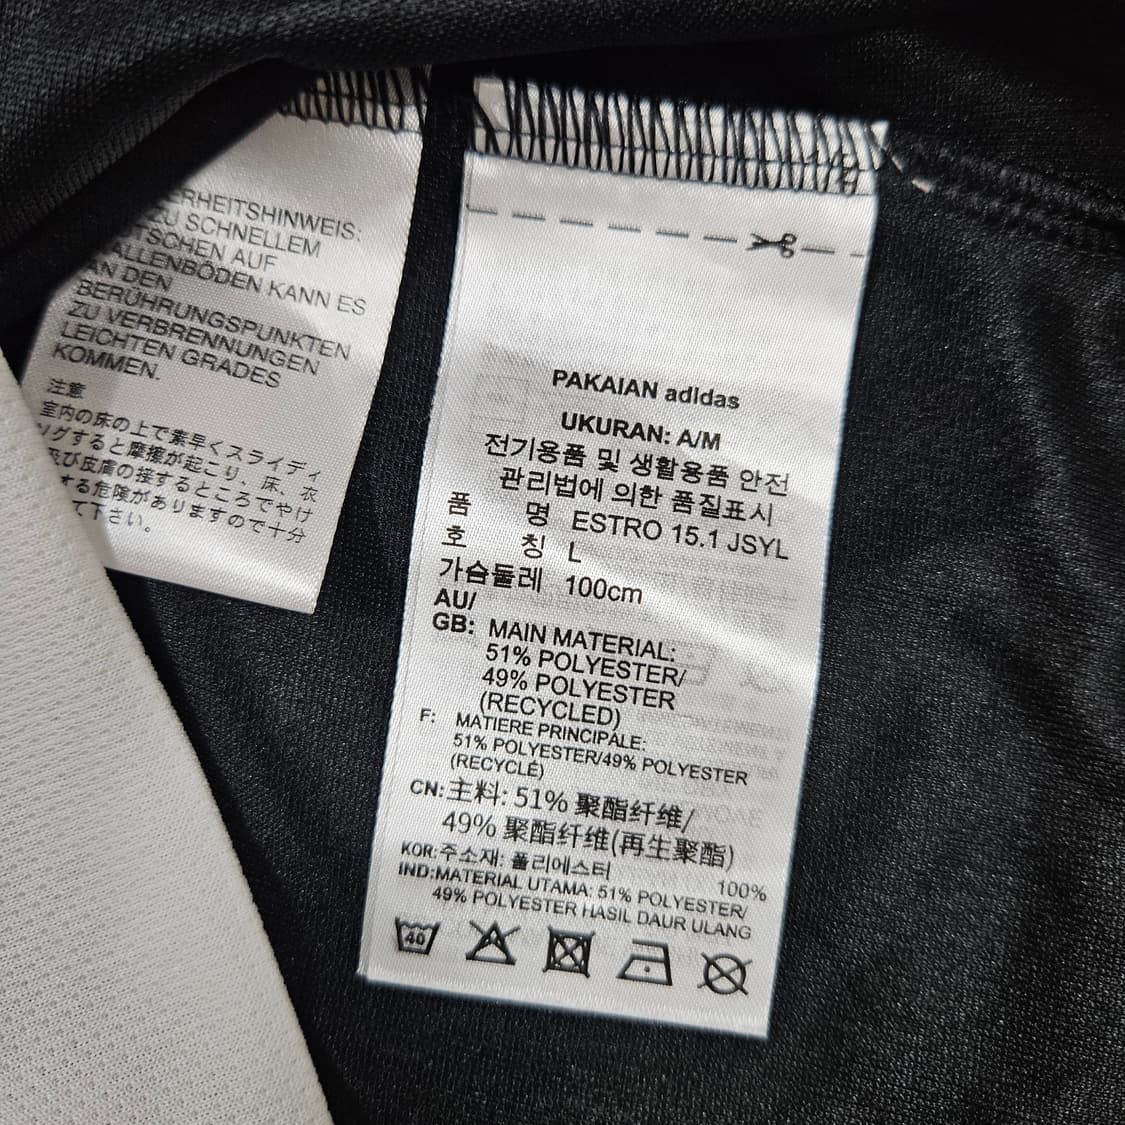 ERHEITSHINWEIS:
ZU SCHNELLEM
TSCHEN AUF
ALLENBÖDEN KANN ES
AN DEN
BERÜHRUNGSPUNKTEN
ZU VERBRENNUNGEN
LEICHTEN GRADES
KOMMEN.
注意
室内の床の上で素早くスライディ
ングすると摩擦が起こり、床、衣
及び皮膚の接するところでやけ
する危険がありますので十分
て下さい。
PAKAIAN adidas
UKURAN: A/M
전기용품 및 생활용품 안전
관리법에 의한 품질표시
품 명 ESTRO 15.1 JSYL
호 칭 L
가슴둘레 100cm
AU/
GB: MAIN MATERIAL:
51% POLYESTER/
49% POLYESTER
(RECYCLED)
F: MATIERE PRINCIPALE:
51% POLYESTER/49% POLYESTER
(RECYCLÉ)
CN:主料: 51% 聚酯纤维/
49% 聚酯纤维(再生聚酯)
KOR:주소재: 폴리에스터 100%
IND:MATERIAL UTAMA: 51% POLYESTER/
49% POLYESTER HASIL DAUR ULANG
40